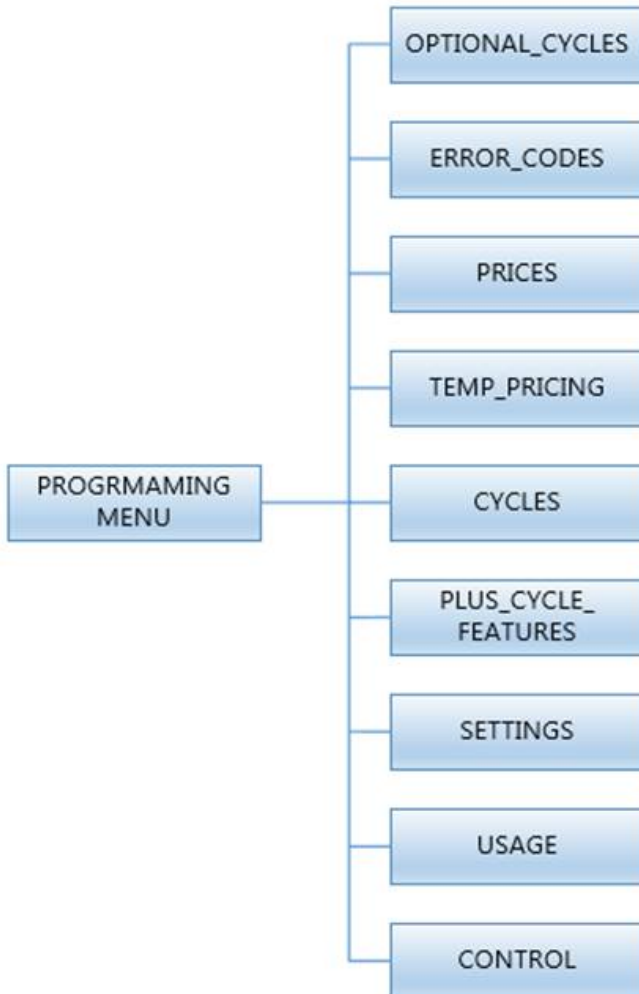 OPTIONAL_CYCLES
ERROR_CODES
PRICES
TEMP_PRICING
PROGRMAMING
MENU
CYCLES
PLUS_CYCLE_
FEATURES
SETTINGS
USAGE
CONTROL